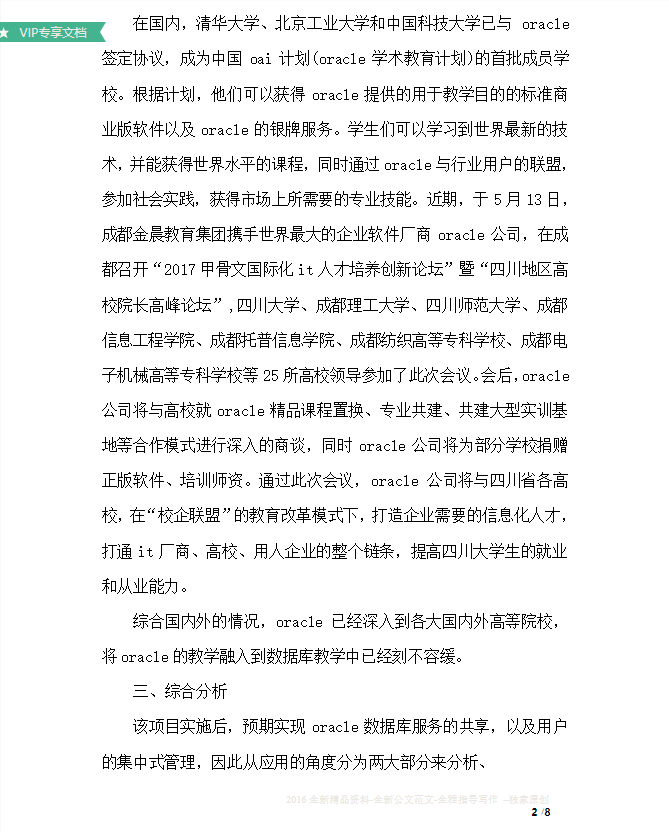 VIP专享文档
在国内，清华大学、北京工业大学和中国科技大学已与 oracle
签定协议，成为中国 oai 计划(oracle 学术教育计划)的首批成员学
校。根据计划，他们可以获得 oracle 提供的用于教学目的的标准商
业版软件以及 oracle 的银牌服务。学生们可以学习到世界最新的技
术，并能获得世界水平的课程，同时通过 oracle 与行业用户的联盟，
参加社会实践，获得市场上所需要的专业技能。近期，于 5 月 13 日，
成都金晨教育集团携手世界最大的企业软件厂商 oracle 公司，在成
都召开“2017 甲骨文国际化 it 人才培养创新论坛”暨“四川地区高
校院长高峰论坛”,四川大学、成都理工大学、四川师范大学、成都
信息工程学院、成都托普信息学院、成都纺织高等专科学校、成都电
子机械高等专科学校等 25 所高校领导参加了此次会议。会后，oracle
公司将与高校就 oracle 精品课程置换、专业共建、共建大型实训基
地等合作模式进行深入的商谈，同时 oracle 公司将为部分学校捐赠
正版软件、培训师资。通过此次会议，oracle 公司将与四川省各高
校，在“校企联盟”的教育改革模式下，打造企业需要的信息化人才，
打通 it 厂商、高校、用人企业的整个链条，提高四川大学生的就业
和从业能力。
综合国内外的情况，oracle 已经深入到各大国内外高等院校，
将 oracle 的教学融入到数据库教学中已经刻不容缓。
三、综合分析
该项目实施后，预期实现 oracle 数据库服务的共享，以及用户
的集中式管理，因此从应用的角度分为两大部分来分析、
2016 全新精品资料-全新公文范文-全程指导写作 –独家原创
2 /8